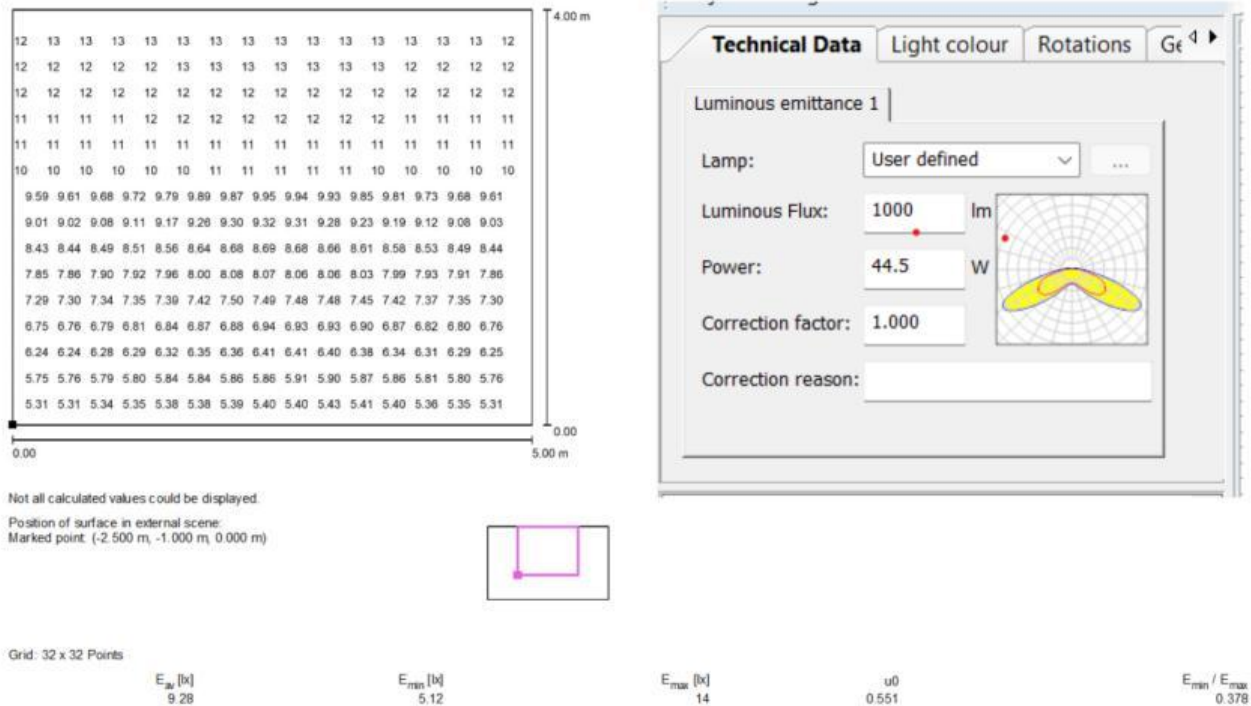 4.00 m
12 13 13 13 13 13 13 13 13 13 13 13 13 13 13 12
12 12 12 12 12 13 13 13 13 13 13 13 12 12 12 12
12 12 12 12 12 12 12 12 12 12 12 12 12 12 12 12
11 11 11 11 12 12 12 12 12 12 12 12 11 11 11 11
11 11 11 11 11 11 11 11 11 11 11 11 11 11 11 11
10 10 10 10 10 10 11 11 11 11 11 10 10 10 10 10
9.59 9.61 9.68 9.72 9.79 9.89 9.87 9.95 9.94 9.93 9.85 9.81 9.73 9.68 9.61
9.01 9.02 9.08 9.11 9.17 9.26 9.30 9.32 9.31 9.28 9.23 9.19 9.12 9.08 9.03
8.43 8.44 8.49 8.51 8.56 8.64 8.68 8.69 8.68 8.66 8.61 8.58 8.53 8.49 8.44
7.85 7.86 7.90 7.92 7.96 8.00 8.08 8.07 8.06 8.06 8.03 7.99 7.93 7.91 7.86
7.29 7.30 7.34 7.35 7.39 7.42 7.50 7.49 7.48 7.48 7.45 7.42 7.37 7.35 7.30
6.75 6.76 6.79 6.81 6.84 6.87 6.88 6.94 6.93 6.93 6.90 6.87 6.82 6.80 6.76
6.24 6.24 6.28 6.29 6.32 6.35 6.36 6.41 6.41 6.40 6.38 6.34 6.31 6.29 6.25
5.75 5.76 5.79 5.80 5.84 5.84 5.86 5.86 5.91 5.90 5.87 5.86 5.81 5.80 5.76
5.31 5.31 5.34 5.35 5.38 5.38 5.39 5.40 5.40 5.43 5.41 5.40 5.36 5.35 5.31
0.00
0.00 5.00 m
Not all calculated values could be displayed.
Position of surface in external scene:
Marked point: (-2.500 m, -1.000 m, 0.000 m)
Grid: 32 x 32 Points
Eav [lx] Emin [lx] Emax [lx] u0 Emin / Emax
9.28 5.12 14 0.551 0.378
Technical Data Light colour Rotations Ge
Luminous emittance 1
Lamp: User defined ...
Luminous Flux: 1000 lm
Power: 44.5 W
Correction factor: 1.000
Correction reason: